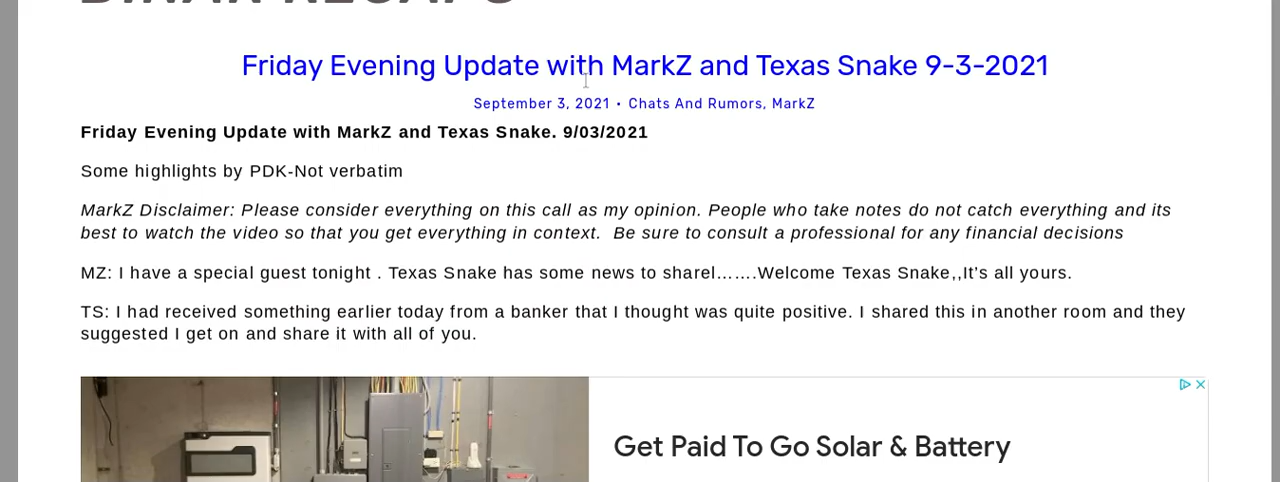 DINAR RECAPS
Friday Evening Update with MarkZ and Texas Snake 9-3-2021
September 3, 2021 • Chats And Rumors, MarkZ
Friday Evening Update with MarkZ and Texas Snake. 9/03/2021
Some highlights by PDK-Not verbatim
MarkZ Disclaimer: Please consider everything on this call as my opinion. People who take notes do not catch everything and its
best to watch the video so that you get everything in context.  Be sure to consult a professional for any financial decisions
MZ: I have a special guest tonight . Texas Snake has some news to sharel…….Welcome Texas Snake,,It's all yours.
TS: I had received something earlier today from a banker that I thought was quite positive. I shared this in another room and they
suggested I get on and share it with all of you.
Get Paid To Go Solar & Battery